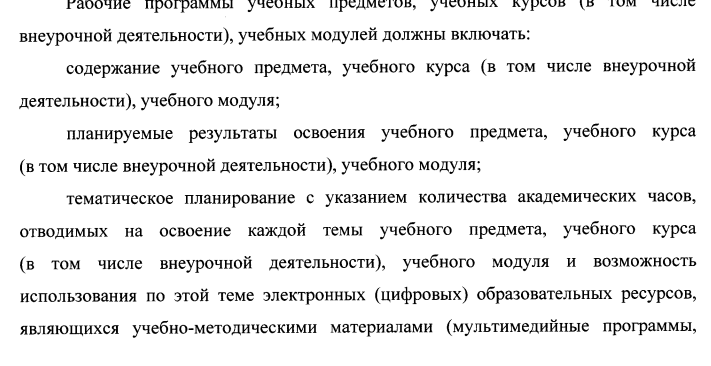 Рабочие программы учебных предметов, учебных курсов (в том числе
внеурочной деятельности), учебных модулей должны включать:
содержание учебного предмета, учебного курса (в том числе внеурочной
деятельности), учебного модуля;
планируемые результаты освоения учебного предмета, учебного курса
(в том числе внеурочной деятельности), учебного модуля;
тематическое планирование с указанием количества академических часов,
отводимых на освоение каждой темы учебного предмета, учебного курса
(в том числе внеурочной деятельности), учебного модуля и возможность
использования по этой теме электронных (цифровых) образовательных ресурсов,
являющихся учебно-методическими материалами (мультимедийные программы,